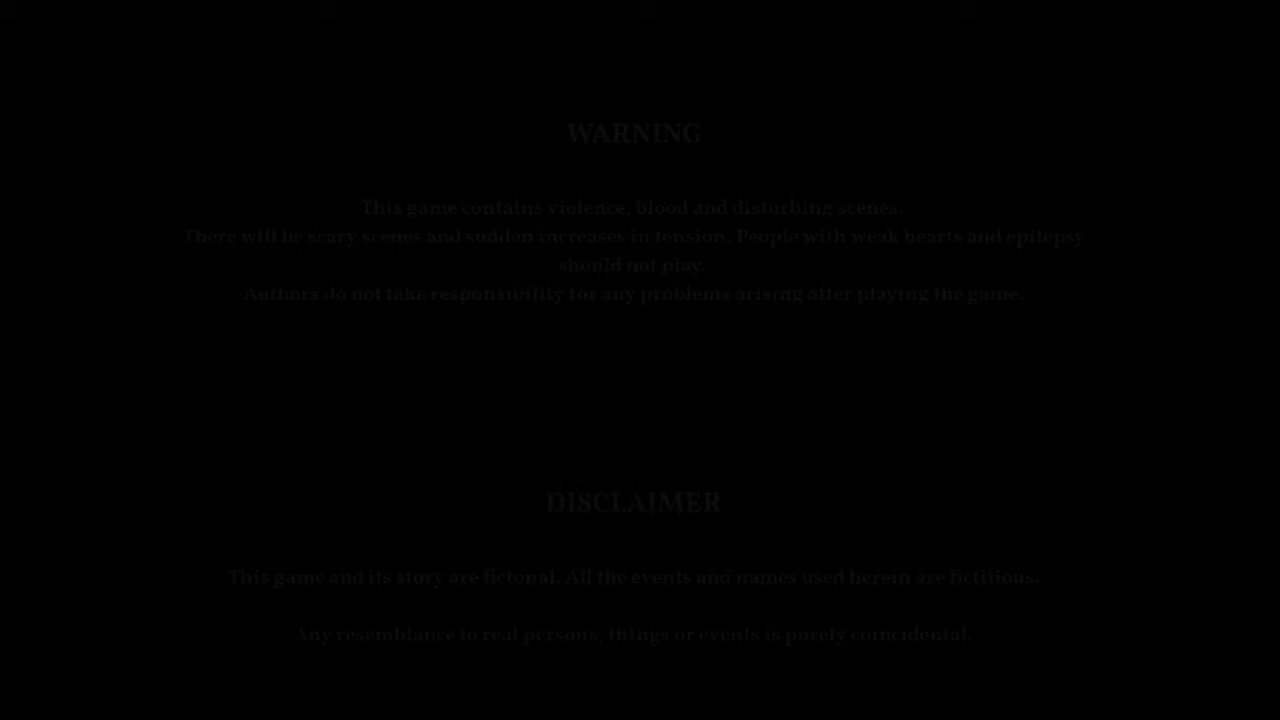 WARNING
This game contains violence, blood and disturbing scenes.
There will be scary scenes and sudden increases in tension. People with weak hearts and epilepsy
should not play.
Authors do not take responsibility for any problems arising after playing the game.
DISCLAIMER
This game and its story are fictonal. All the events and names used herein are fictitious.
Any resemblance to real persons, things or events is purely coincidental.